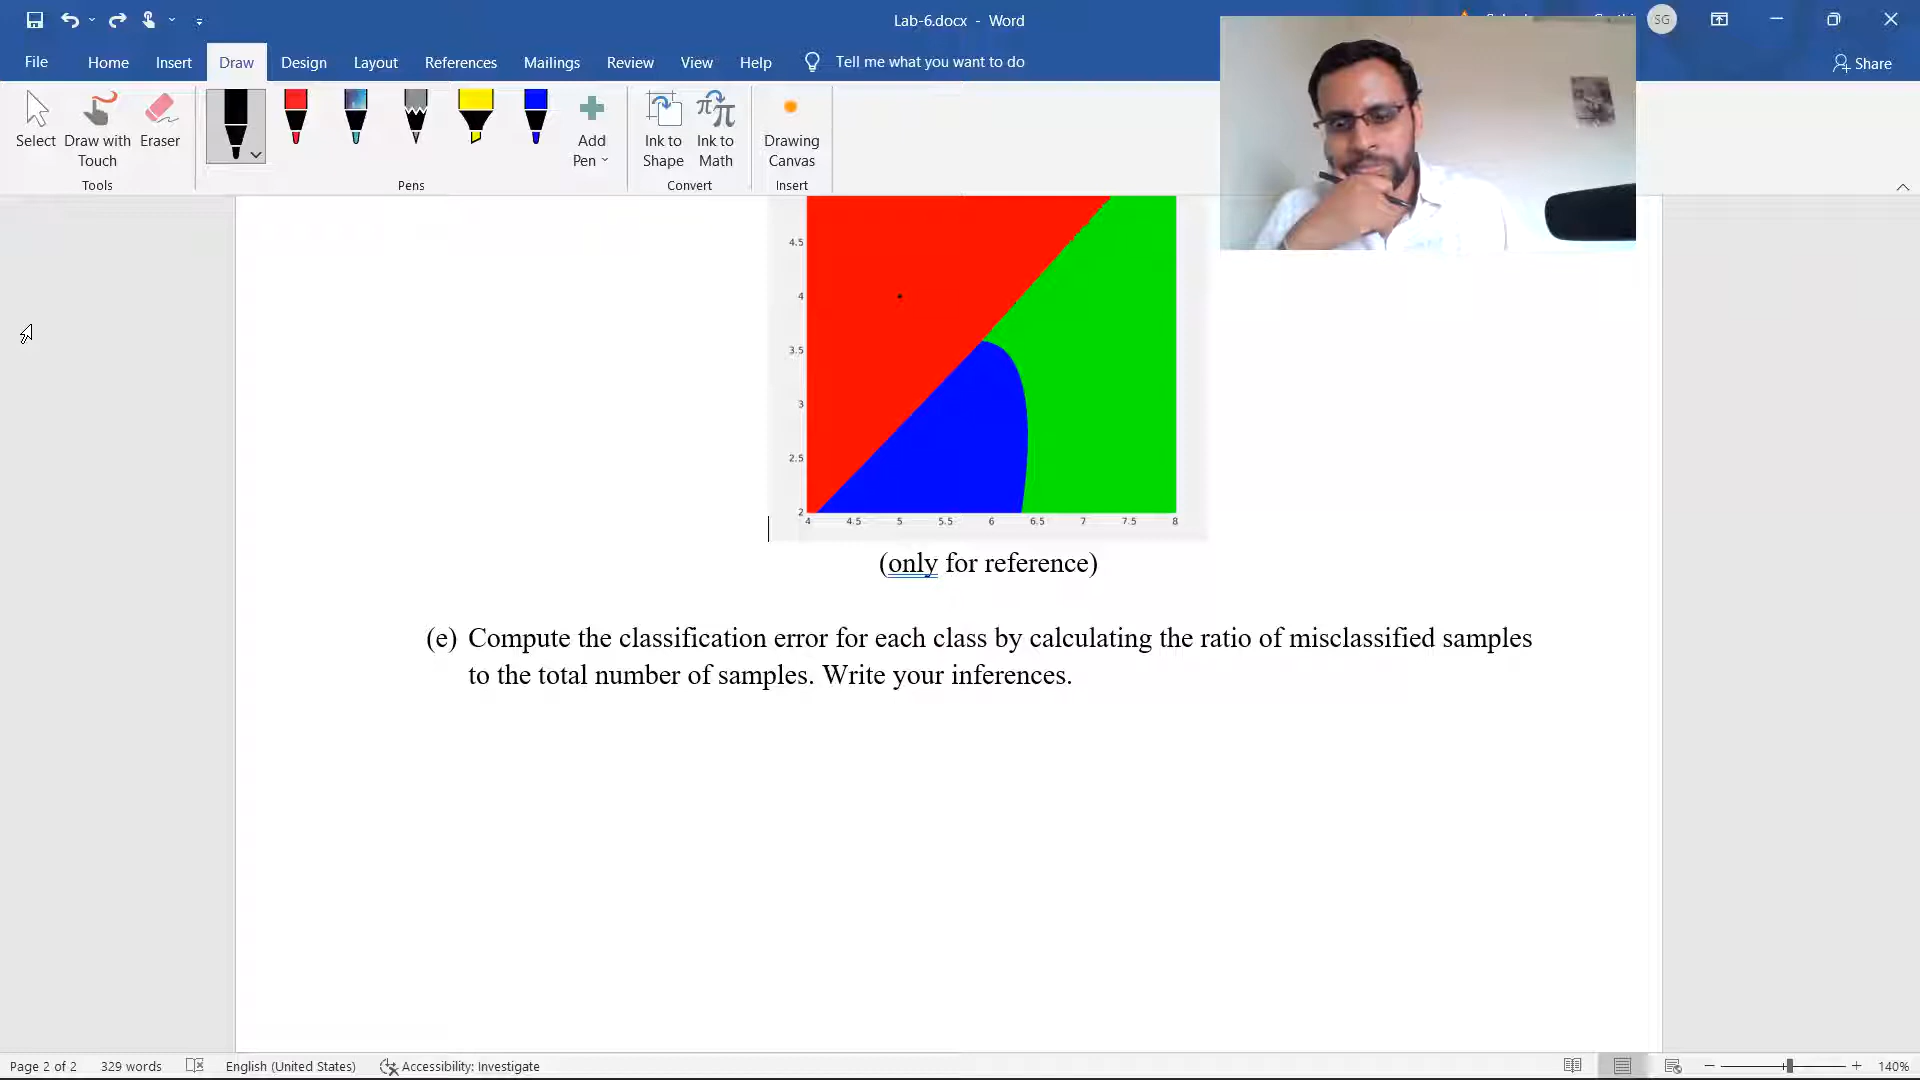 Lab-6.docx - Word
SG
File Home Insert Draw Design Layout References Mailings Review View Help Tell me what you want to do
Share
Select Draw with Touch Eraser
Add Pen
Ink to Shape
Ink to Math
Drawing Canvas
Tools Pens Convert Insert
4.5
4
3.5
3
2.5
2
4 4.5 5 5.5 6 6.5 7 7.5 8
(only for reference)
(e) Compute the classification error for each class by calculating the ratio of misclassified samples
to the total number of samples. Write your inferences.
Page 2 of 2 329 words English (United States) Accessibility: Investigate 140%